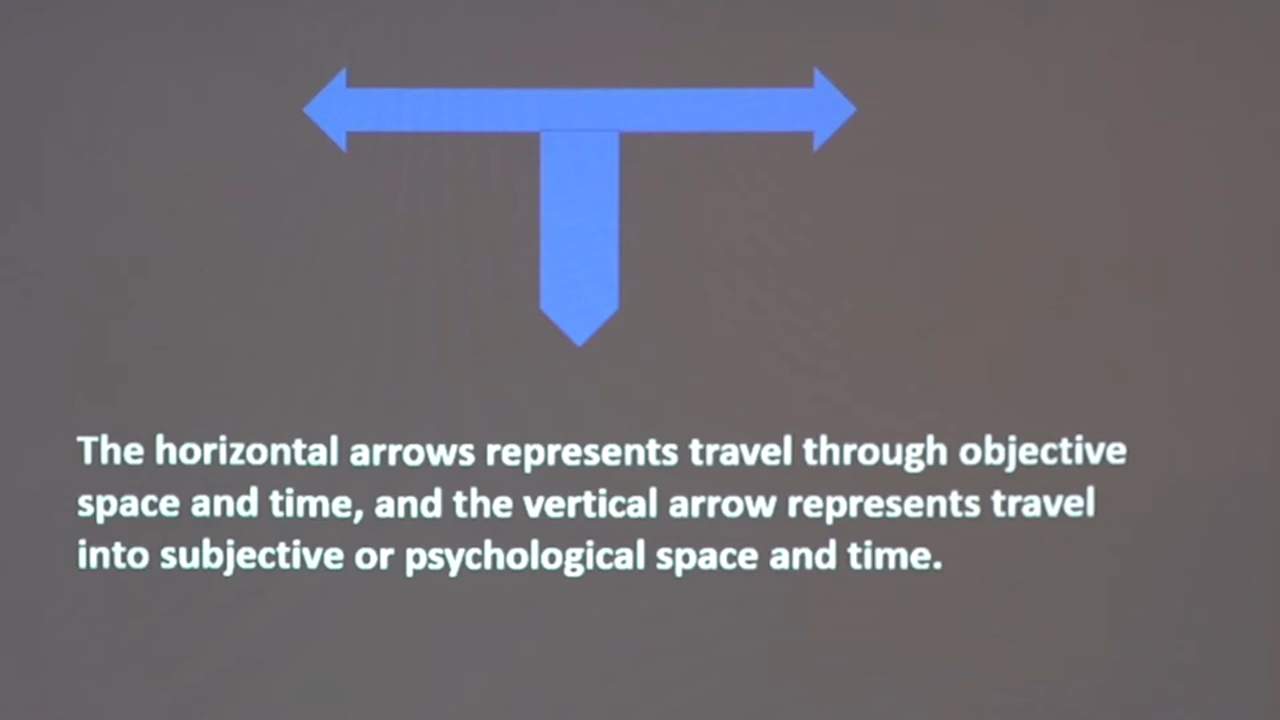 The horizontal arrows represents travel through objective
space and time, and the vertical arrow represents travel
into subjective or psychological space and time.